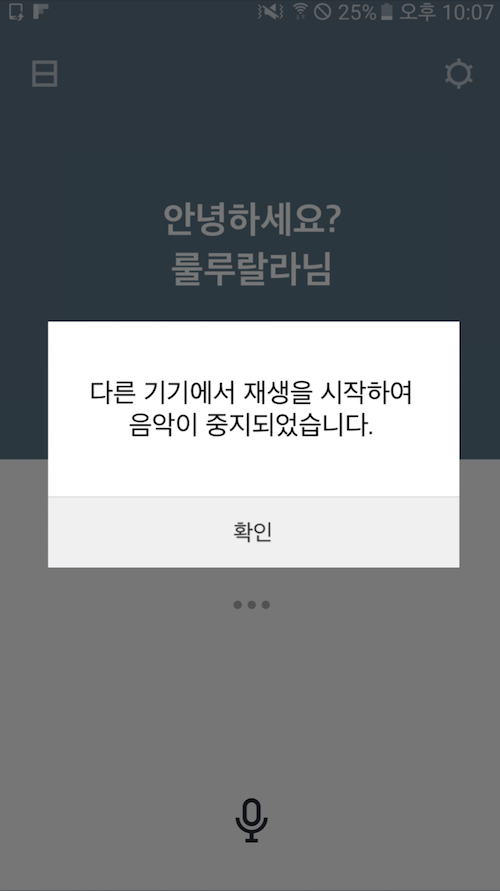 25% 오후 10:07
안녕하세요?
룰루랄라님
다른 기기에서 재생을 시작하여
음악이 중지되었습니다.
확인